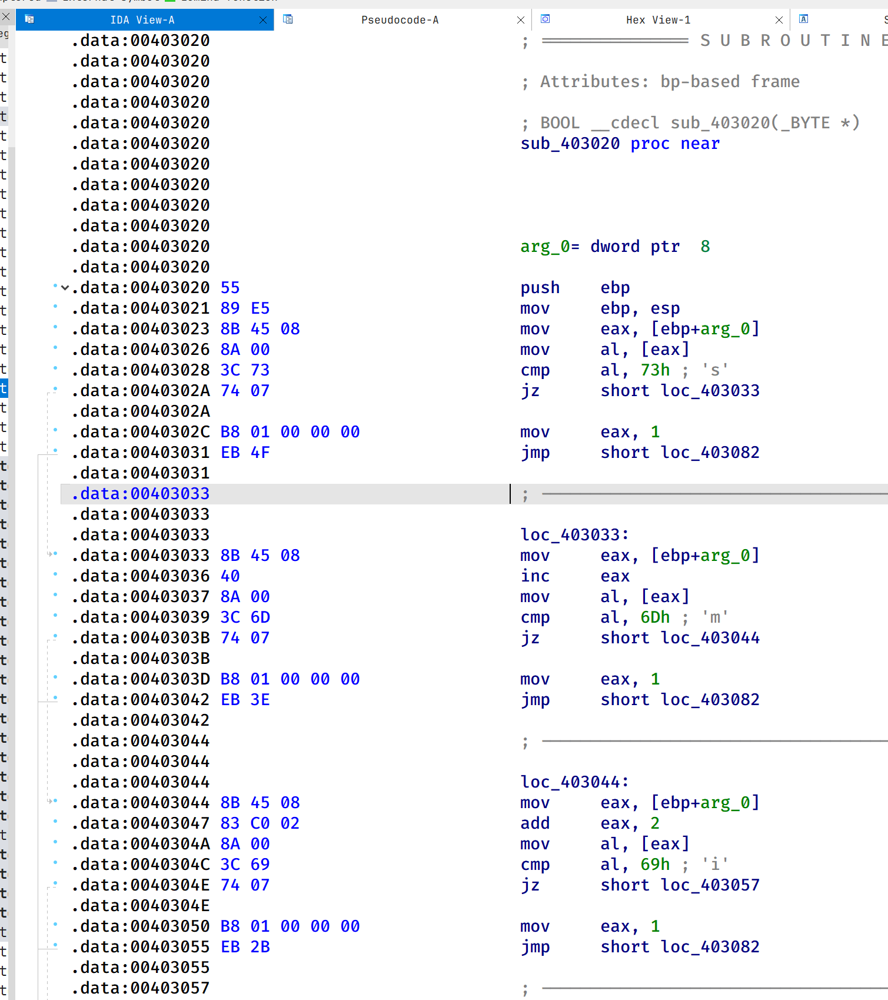 IDA View-A Pseudocode-A Hex View-1
.data:00403020 ; ═══════════════ S U B R O U T I N E
.data:00403020
.data:00403020 ; Attributes: bp-based frame
.data:00403020
.data:00403020 ; BOOL __cdecl sub_403020(_BYTE *)
.data:00403020 sub_403020 proc near
.data:00403020
.data:00403020
.data:00403020
.data:00403020
.data:00403020 arg_0= dword ptr 8
.data:00403020
.data:00403020 55 push ebp
.data:00403021 89 E5 mov ebp, esp
.data:00403023 8B 45 08 mov eax, [ebp+arg_0]
.data:00403026 8A 00 mov al, [eax]
.data:00403028 3C 73 cmp al, 73h ; 's'
.data:0040302A 74 07 jz short loc_403033
.data:0040302A
.data:0040302C B8 01 00 00 00 mov eax, 1
.data:00403031 EB 4F jmp short loc_403082
.data:00403031
.data:00403033 ; ───────────────
.data:00403033
.data:00403033 loc_403033:
.data:00403033 8B 45 08 mov eax, [ebp+arg_0]
.data:00403036 40 inc eax
.data:00403037 8A 00 mov al, [eax]
.data:00403039 3C 6D cmp al, 6Dh ; 'm'
.data:0040303B 74 07 jz short loc_403044
.data:0040303B
.data:0040303D B8 01 00 00 00 mov eax, 1
.data:00403042 EB 3E jmp short loc_403082
.data:00403042
.data:00403044 ; ───────────────
.data:00403044
.data:00403044 loc_403044:
.data:00403044 8B 45 08 mov eax, [ebp+arg_0]
.data:00403047 83 C0 02 add eax, 2
.data:0040304A 8A 00 mov al, [eax]
.data:0040304C 3C 69 cmp al, 69h ; 'i'
.data:0040304E 74 07 jz short loc_403057
.data:0040304E
.data:00403050 B8 01 00 00 00 mov eax, 1
.data:00403055 EB 2B jmp short loc_403082
.data:00403055
.data:00403057 ; ───────────────